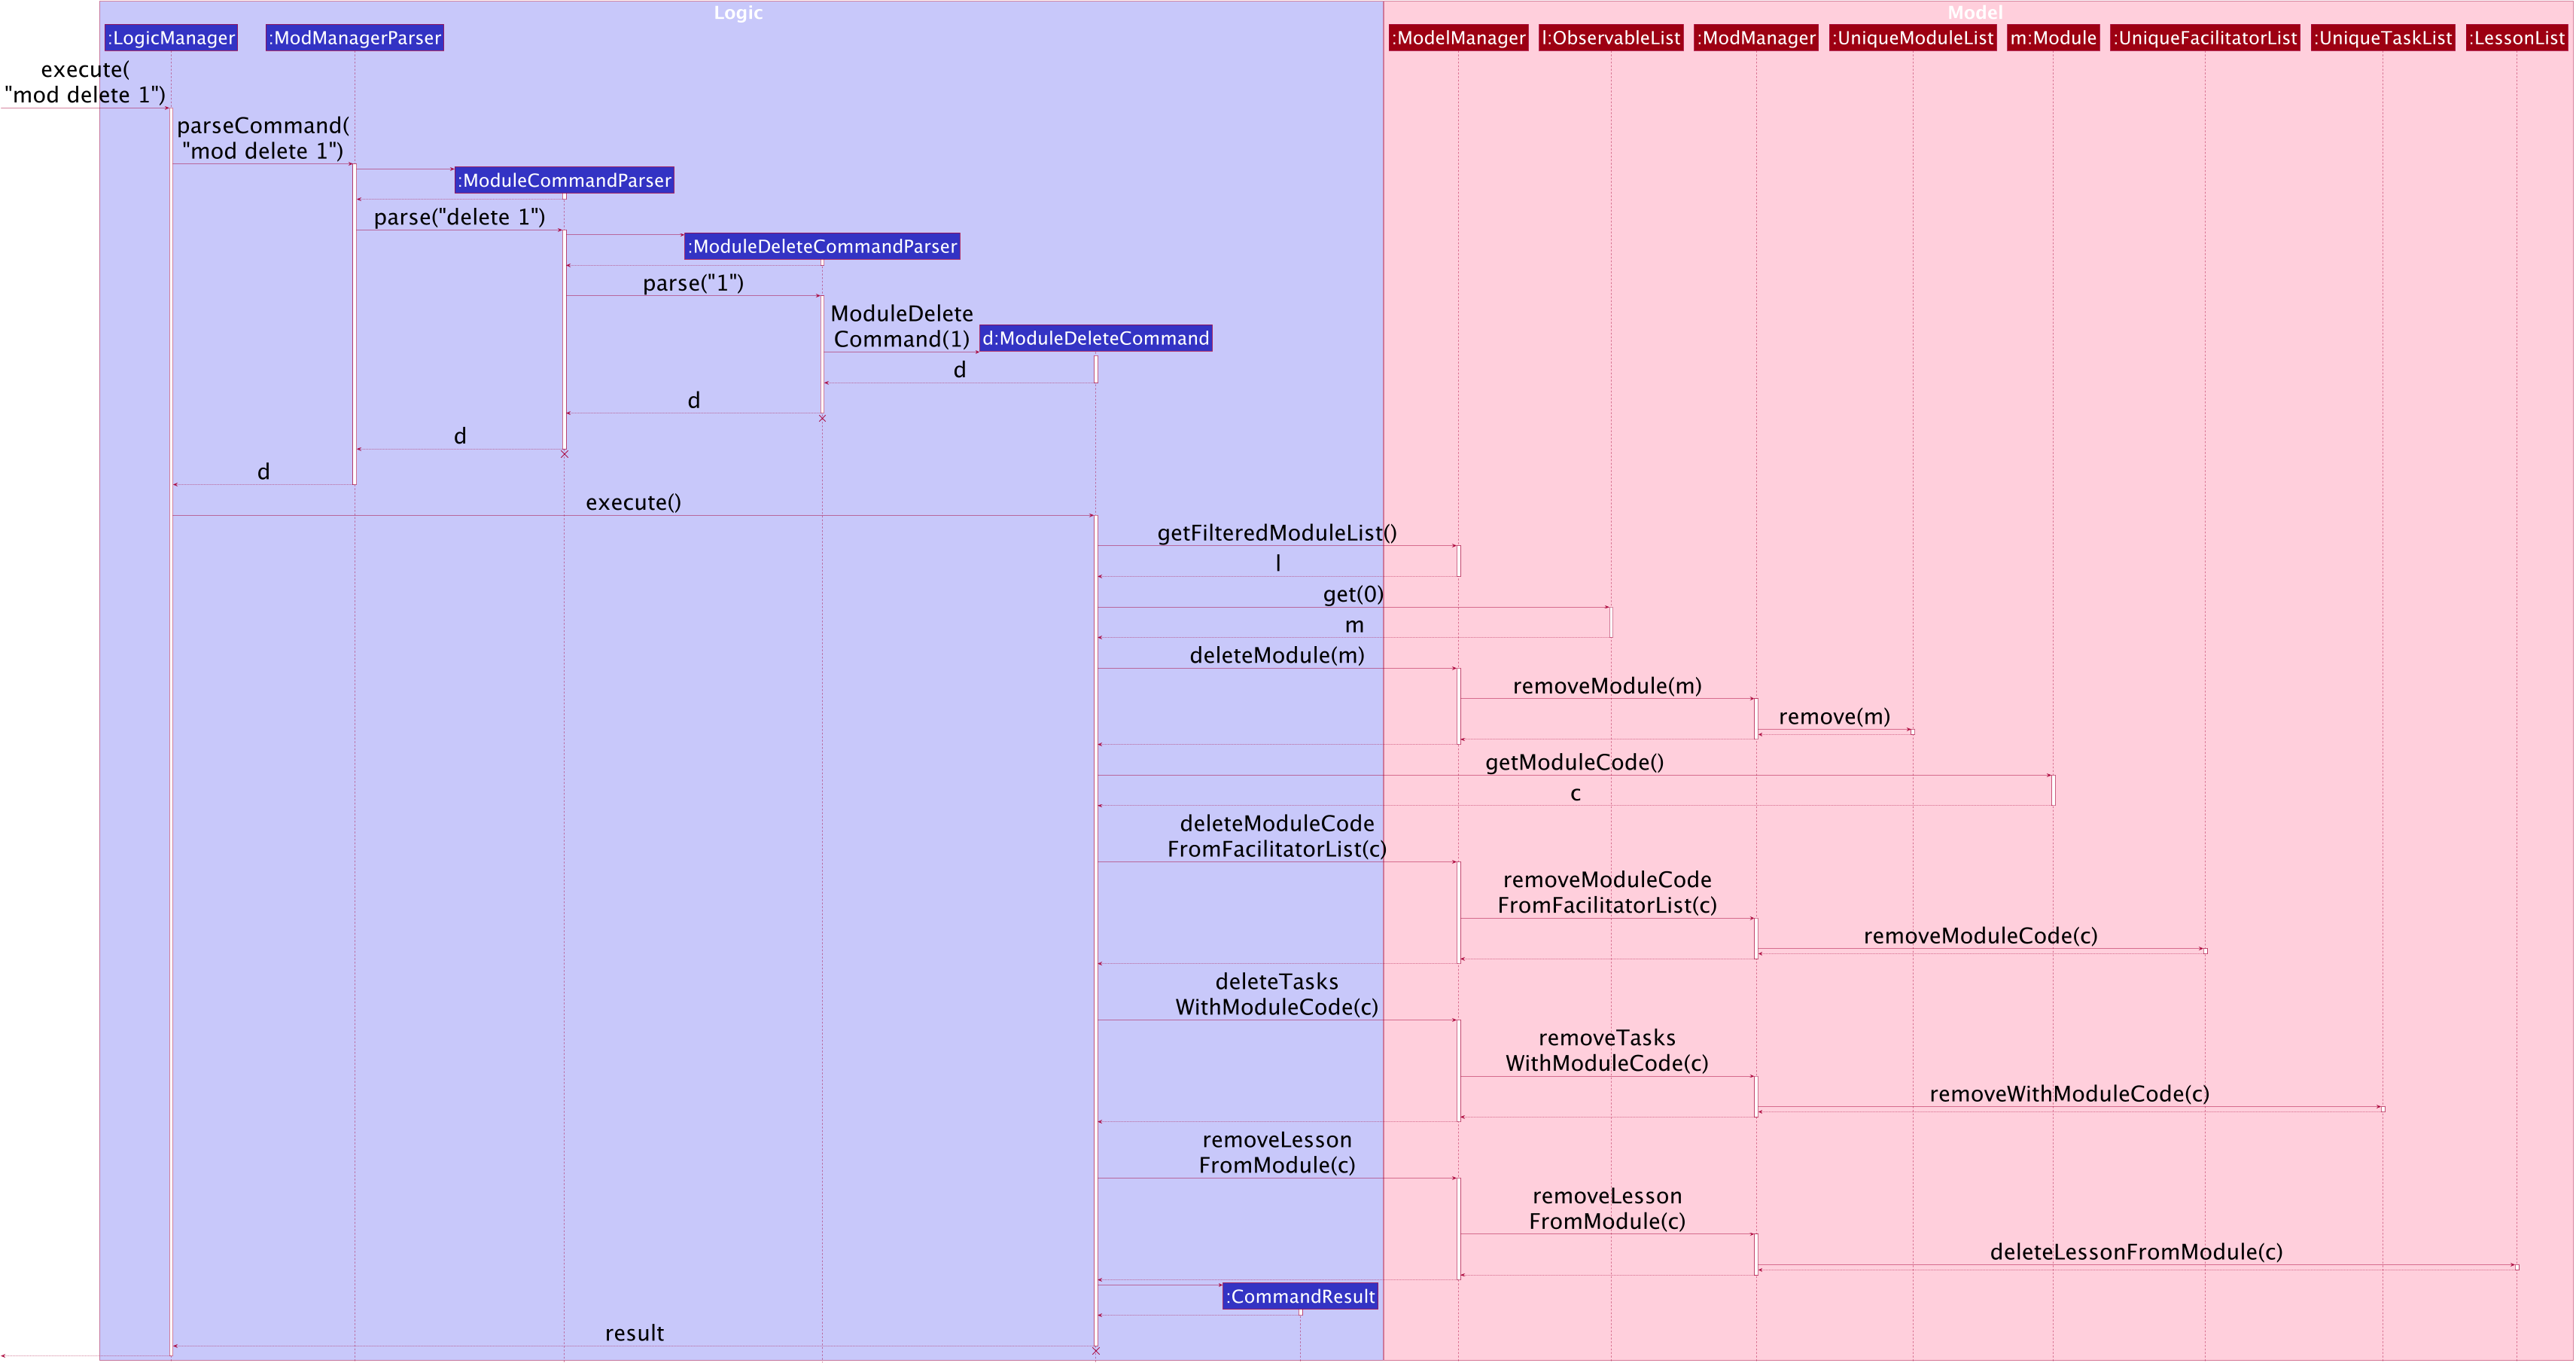 Logic
Model
:LogicManager
:ModManagerParser
:ModelManager
l:ObservableList
:ModManager
:UniqueModuleList
m:Module
:UniqueFacilitatorList
:UniqueTaskList
:LessonList
execute(
"mod delete 1")
parseCommand(
"mod delete 1")
:ModuleCommandParser
parse("delete 1")
:ModuleDeleteCommandParser
parse("1")
ModuleDelete
Command(1)
d:ModuleDeleteCommand
d
d
d
d
execute()
getFilteredModuleList()
l
get(0)
m
deleteModule(m)
removeModule(m)
remove(m)
getModuleCode()
c
deleteModuleCode
FromFacilitatorList(c)
removeModuleCode
FromFacilitatorList(c)
removeModuleCode(c)
deleteTasks
WithModuleCode(c)
removeTasks
WithModuleCode(c)
removeWithModuleCode(c)
removeLesson
FromModule(c)
removeLesson
FromModule(c)
deleteLessonFromModule(c)
:CommandResult
result